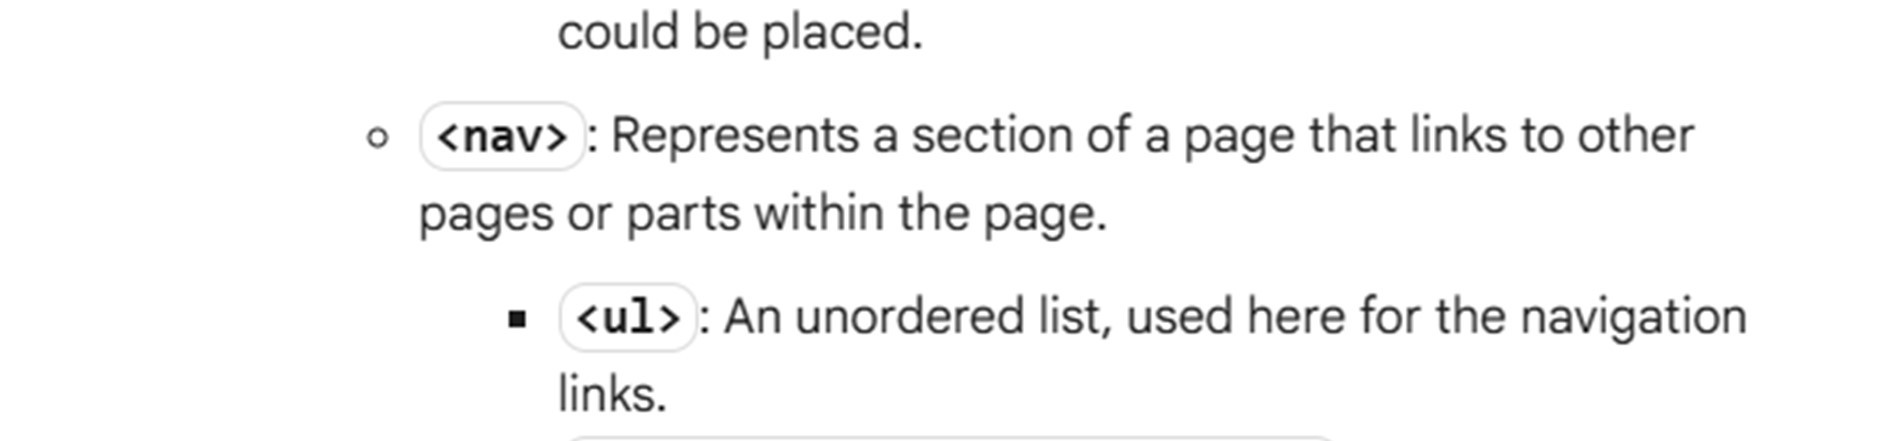 could be placed.
<nav>: Represents a section of a page that links to other
pages or parts within the page.
<ul>: An unordered list, used here for the navigation
links.